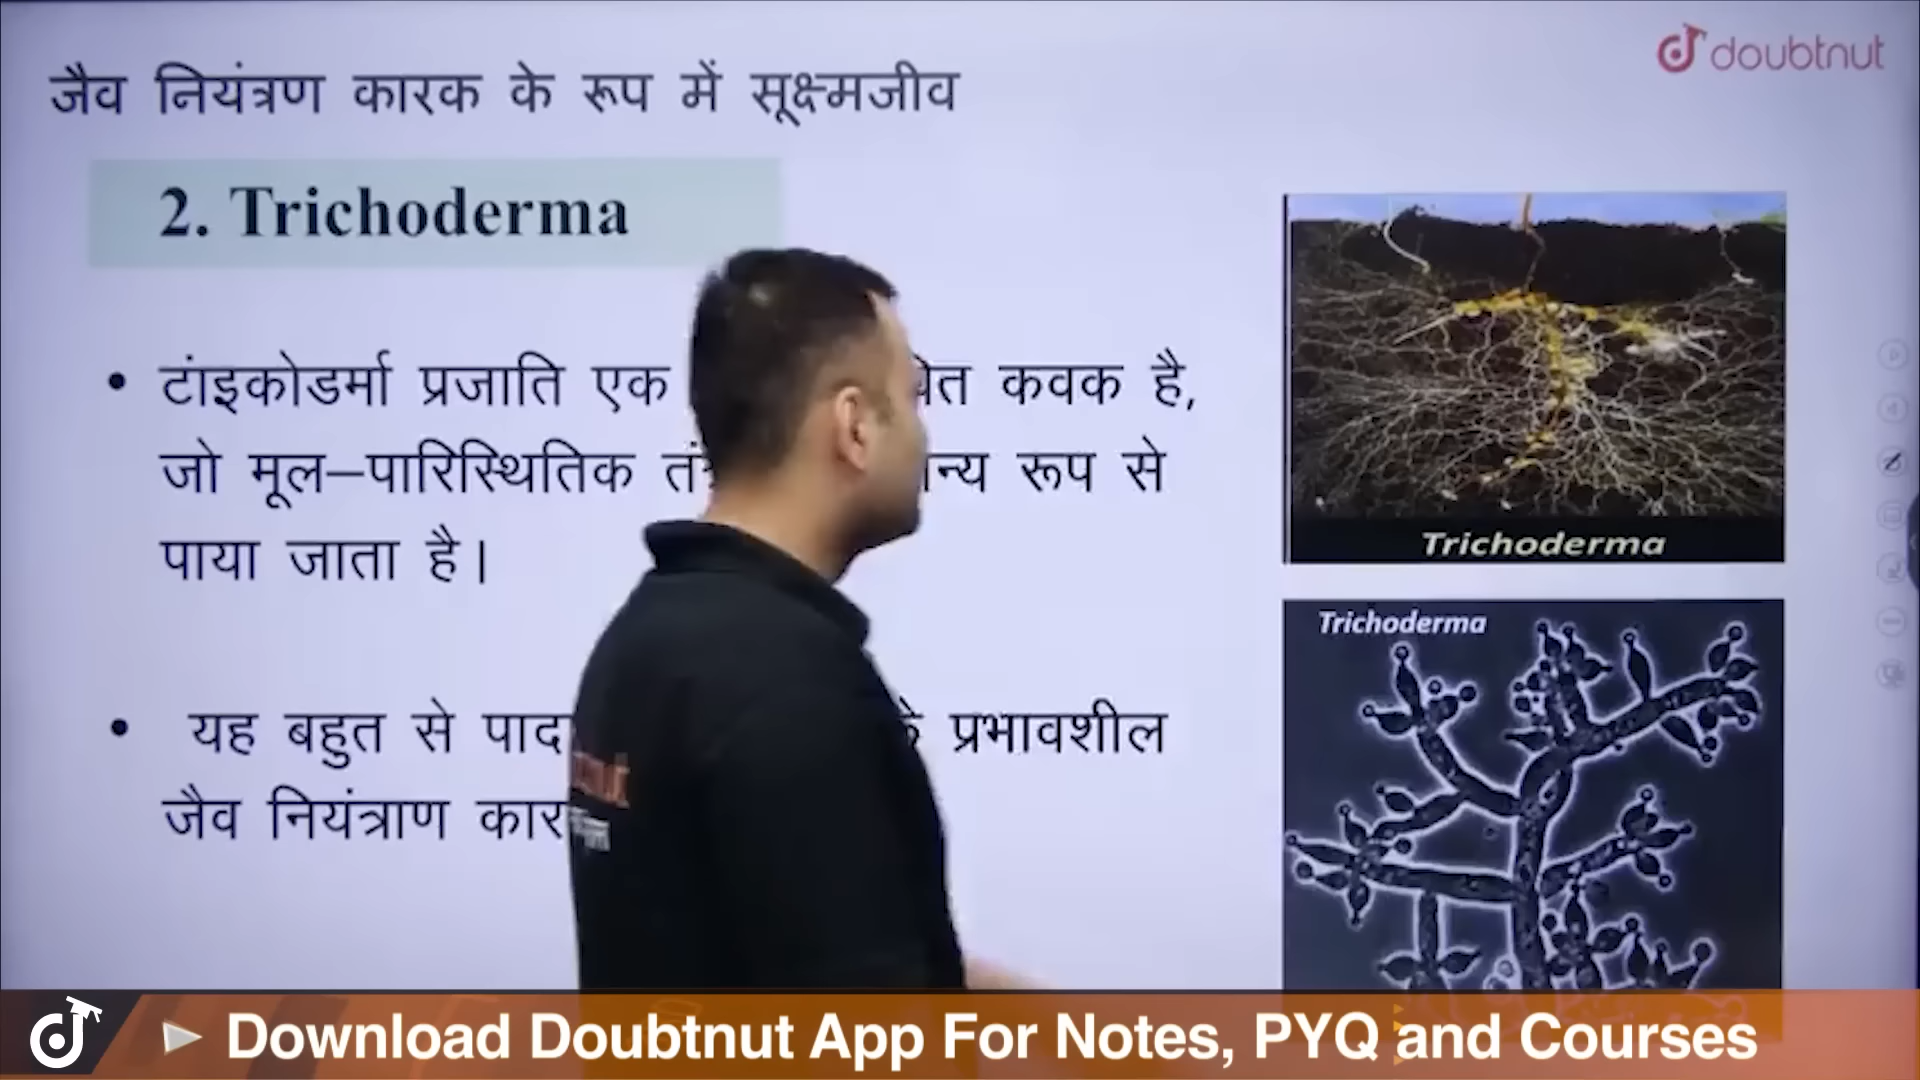 जैव नियंत्रण कारक के रूप में सूक्ष्मजीव
doubtnut
2. Trichoderma
• टांइकोडर्मा प्रजाति एक कवक है,
जो मूल–पारिस्थितिक रूप से
पाया जाता है।
• यह बहुत से प्रभावशील
जैव नियंत्राण
Trichoderma
Trichoderma
Download Doubtnut App For Notes, PYQ and Courses